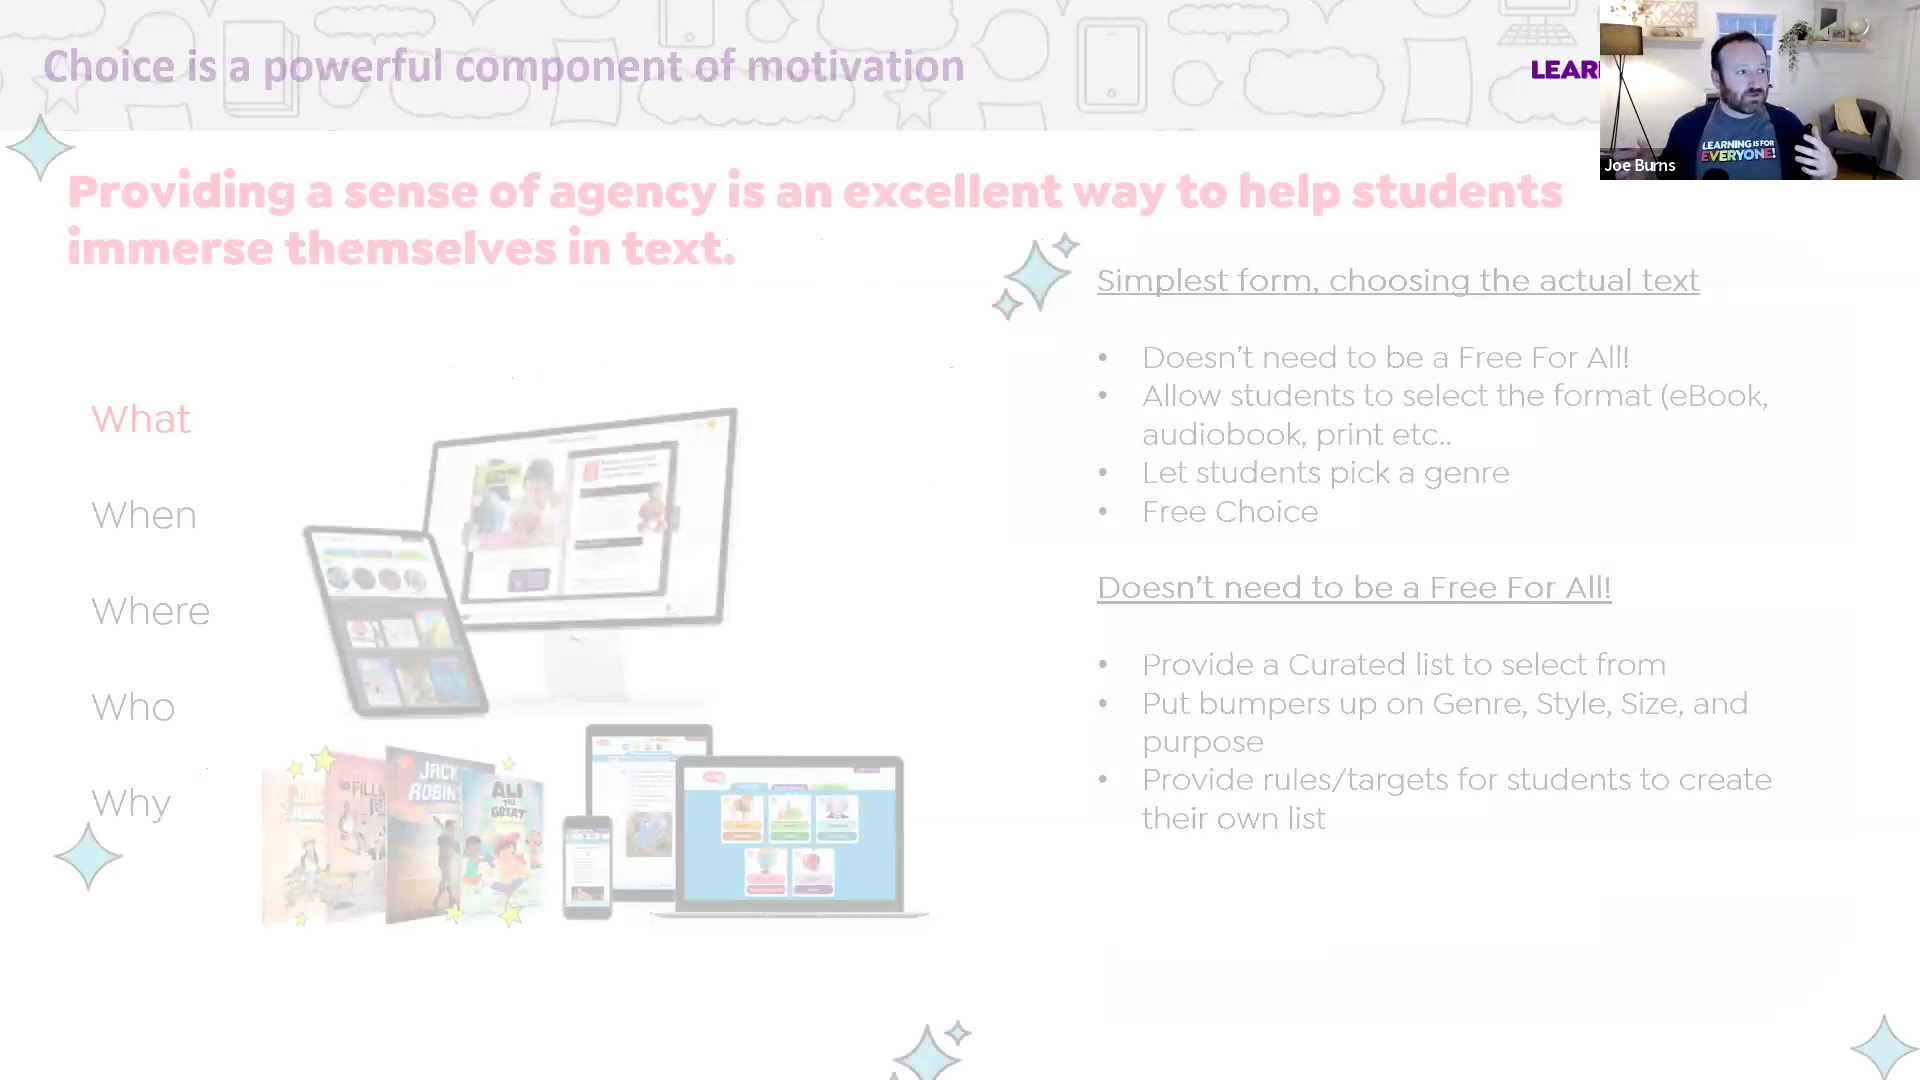 Choice is a powerful component of motivation
LEAR
LEARNING IS FOR
EVERYONE!
Joe Burns
Providing a sense of agency is an excellent way to help students
immerse themselves in text.
What
When
Where
Who
Why
JACK
ROBIN
ALI
THE
GREAT
Simplest form, choosing the actual text
• Doesn't need to be a Free For All!
• Allow students to select the format (eBook,
audiobook, print etc..
• Let students pick a genre
• Free Choice
Doesn't need to be a Free For All!
• Provide a Curated list to select from
• Put bumpers up on Genre, Style, Size, and
purpose
• Provide rules/targets for students to create
their own list